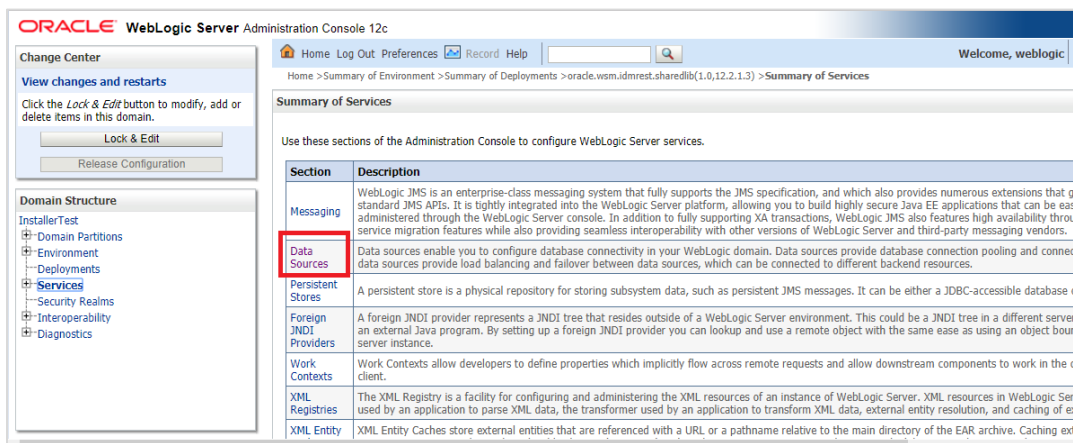 ORACLE WebLogic Server Administration Console 12c
Change Center
View changes and restarts
Click the Lock & Edit button to modify, add or
delete items in this domain.
Lock & Edit
Release Configuration
Domain Structure
InstallerTest
Domain Partitions
Environment
Deployments
Services
Security Realms
Interoperability
Diagnostics
Home Log Out Preferences Record Help
Welcome, weblogic
Home >Summary of Environment >Summary of Deployments >oracle.wsm.idmrest.sharedlib(1.0,12.2.1.3) >Summary of Services
Summary of Services
Use these sections of the Administration Console to configure WebLogic Server services.
Section Description
Messaging
WebLogic JMS is an enterprise-class messaging system that fully supports the JMS specification, and which also provides numerous extensions that g
standard JMS APIs. It is tightly integrated into the WebLogic Server platform, allowing you to build highly secure Java EE applications that can be eas
administered through the WebLogic Server console. In addition to fully supporting XA transactions, WebLogic JMS also features high availability throu
service migration features while also providing seamless interoperability with other versions of WebLogic Server and third-party messaging vendors.
Data
Sources
Data sources enable you to configure database connectivity in your WebLogic domain. Data sources provide database connection pooling and connec
data sources provide load balancing and failover between data sources, which can be connected to different backend resources.
Persistent
Stores
A persistent store is a physical repository for storing subsystem data, such as persistent JMS messages. It can be either a JDBC-accessible database
Foreign
JNDI
Providers
A foreign JNDI provider represents a JNDI tree that resides outside of a WebLogic Server environment. This could be a JNDI tree in a different server
an external Java program. By setting up a foreign JNDI provider you can lookup and use a remote object with the same ease as using an object bour
server instance.
Work
Contexts
Work Contexts allow developers to define properties which implicitly flow across remote requests and allow downstream components to work in the
client.
XML
Registries
The XML Registry is a facility for configuring and administering the XML resources of an instance of WebLogic Server. XML resources in WebLogic Ser
used by an application to parse XML data, the transformer used by an application to transform XML data, external entity resolution, and caching of ex
XML Entity
XML Entity Caches store external entities that are referenced with a URL or a pathname relative to the main directory of the EAR archive. Caching ext